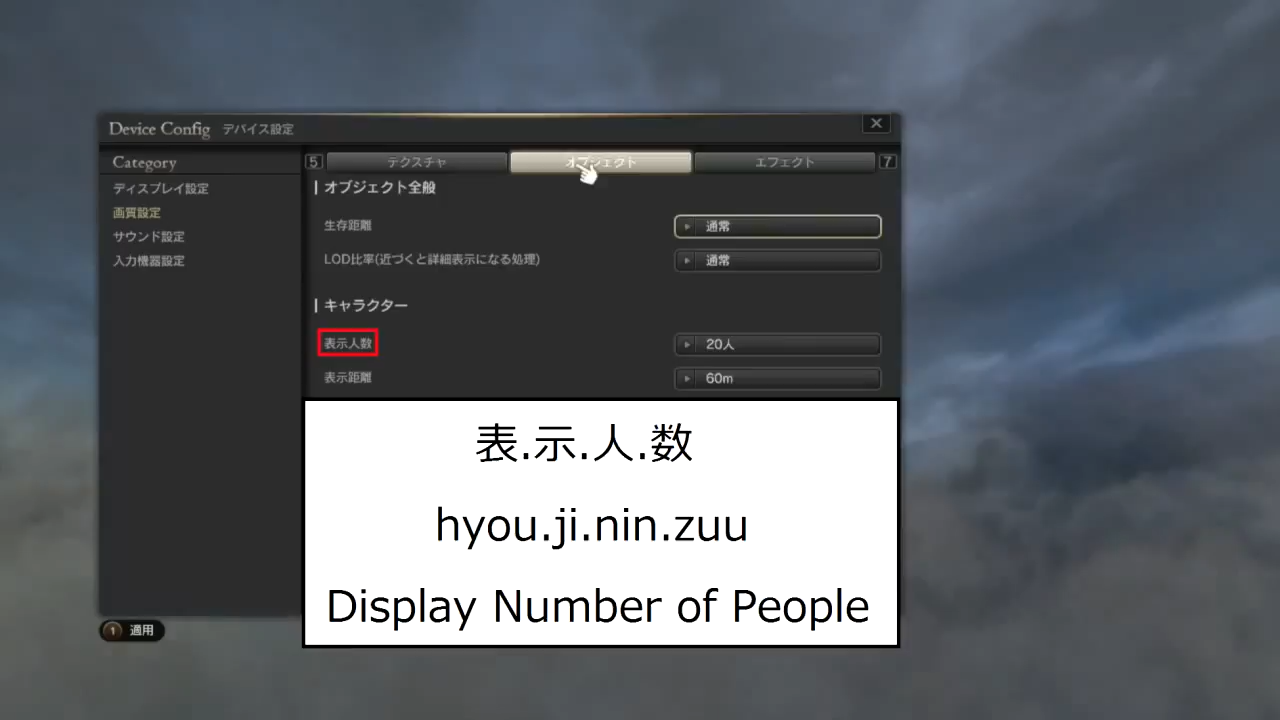 Device Config デバイス設定
Category
ディスプレイ設定
画質設定
サウンド設定
入力機器設定
5 テクスチャ オブジェクト エフェクト 7
オブジェクト全般
生存距離 通常
LOD比率(近づくと詳細表示になる処理) 通常
キャラクター
表示人数 20人
表示距離 60m
表.示.人.数
hyou.ji.nin.zuu
Display Number of People
1 適用